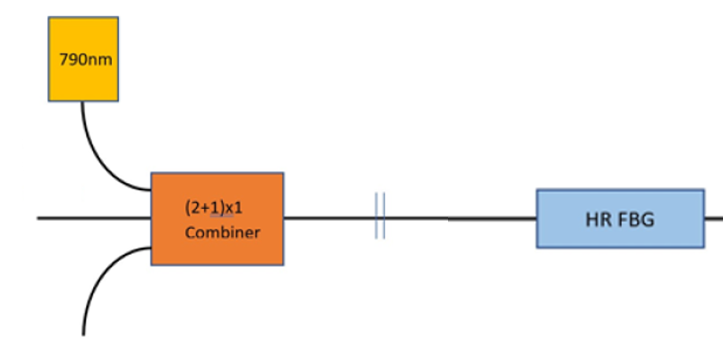 790nm
(2+1)x1
Combiner
HR FBG